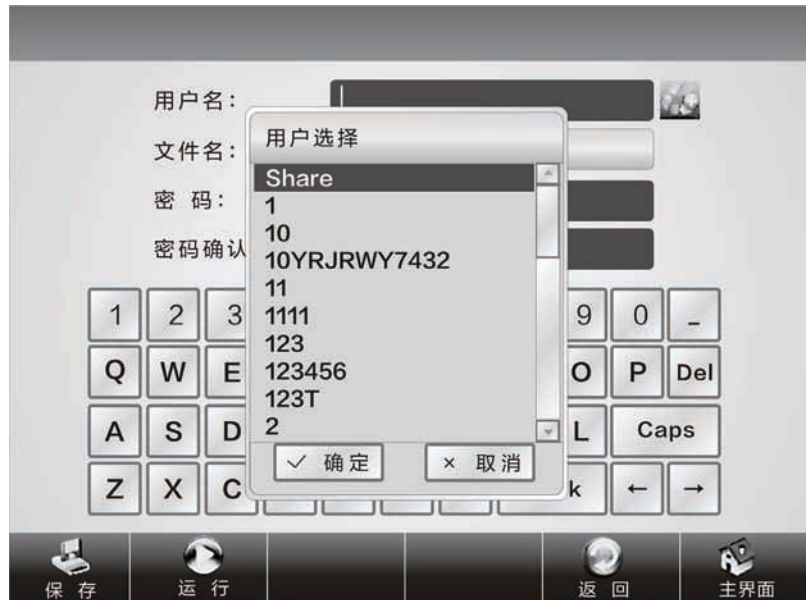 用户名:
文件名:
密 码:
密码确认
用户选择
Share
1
10
10YRJRWY7432
11
1111
123
123456
123T
2
✓ 确定
× 取消
1 2 3 9 0 _
Q W E O P Del
A S D L Caps
Z X C k ← →
保 存
运 行
返 回
主界面